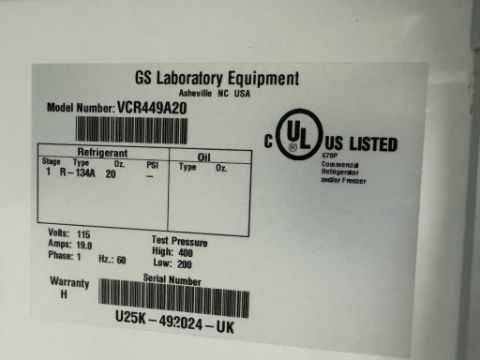 GS Laboratory Equipment
Asheville NC USA
Model Number: VCR449A20
C UL US LISTED
®
678P
Commercial
Refrigerator
and/or Freezer
Refrigerant Oil
Stage Type Oz. PSI Type Oz.
1 R-134A 20 —
Volts: 115
Amps: 19.0
Phase: 1 Hz.: 60
Test Pressure
High: 400
Low: 200
Warranty
H
Serial Number
U25K-492024-UK